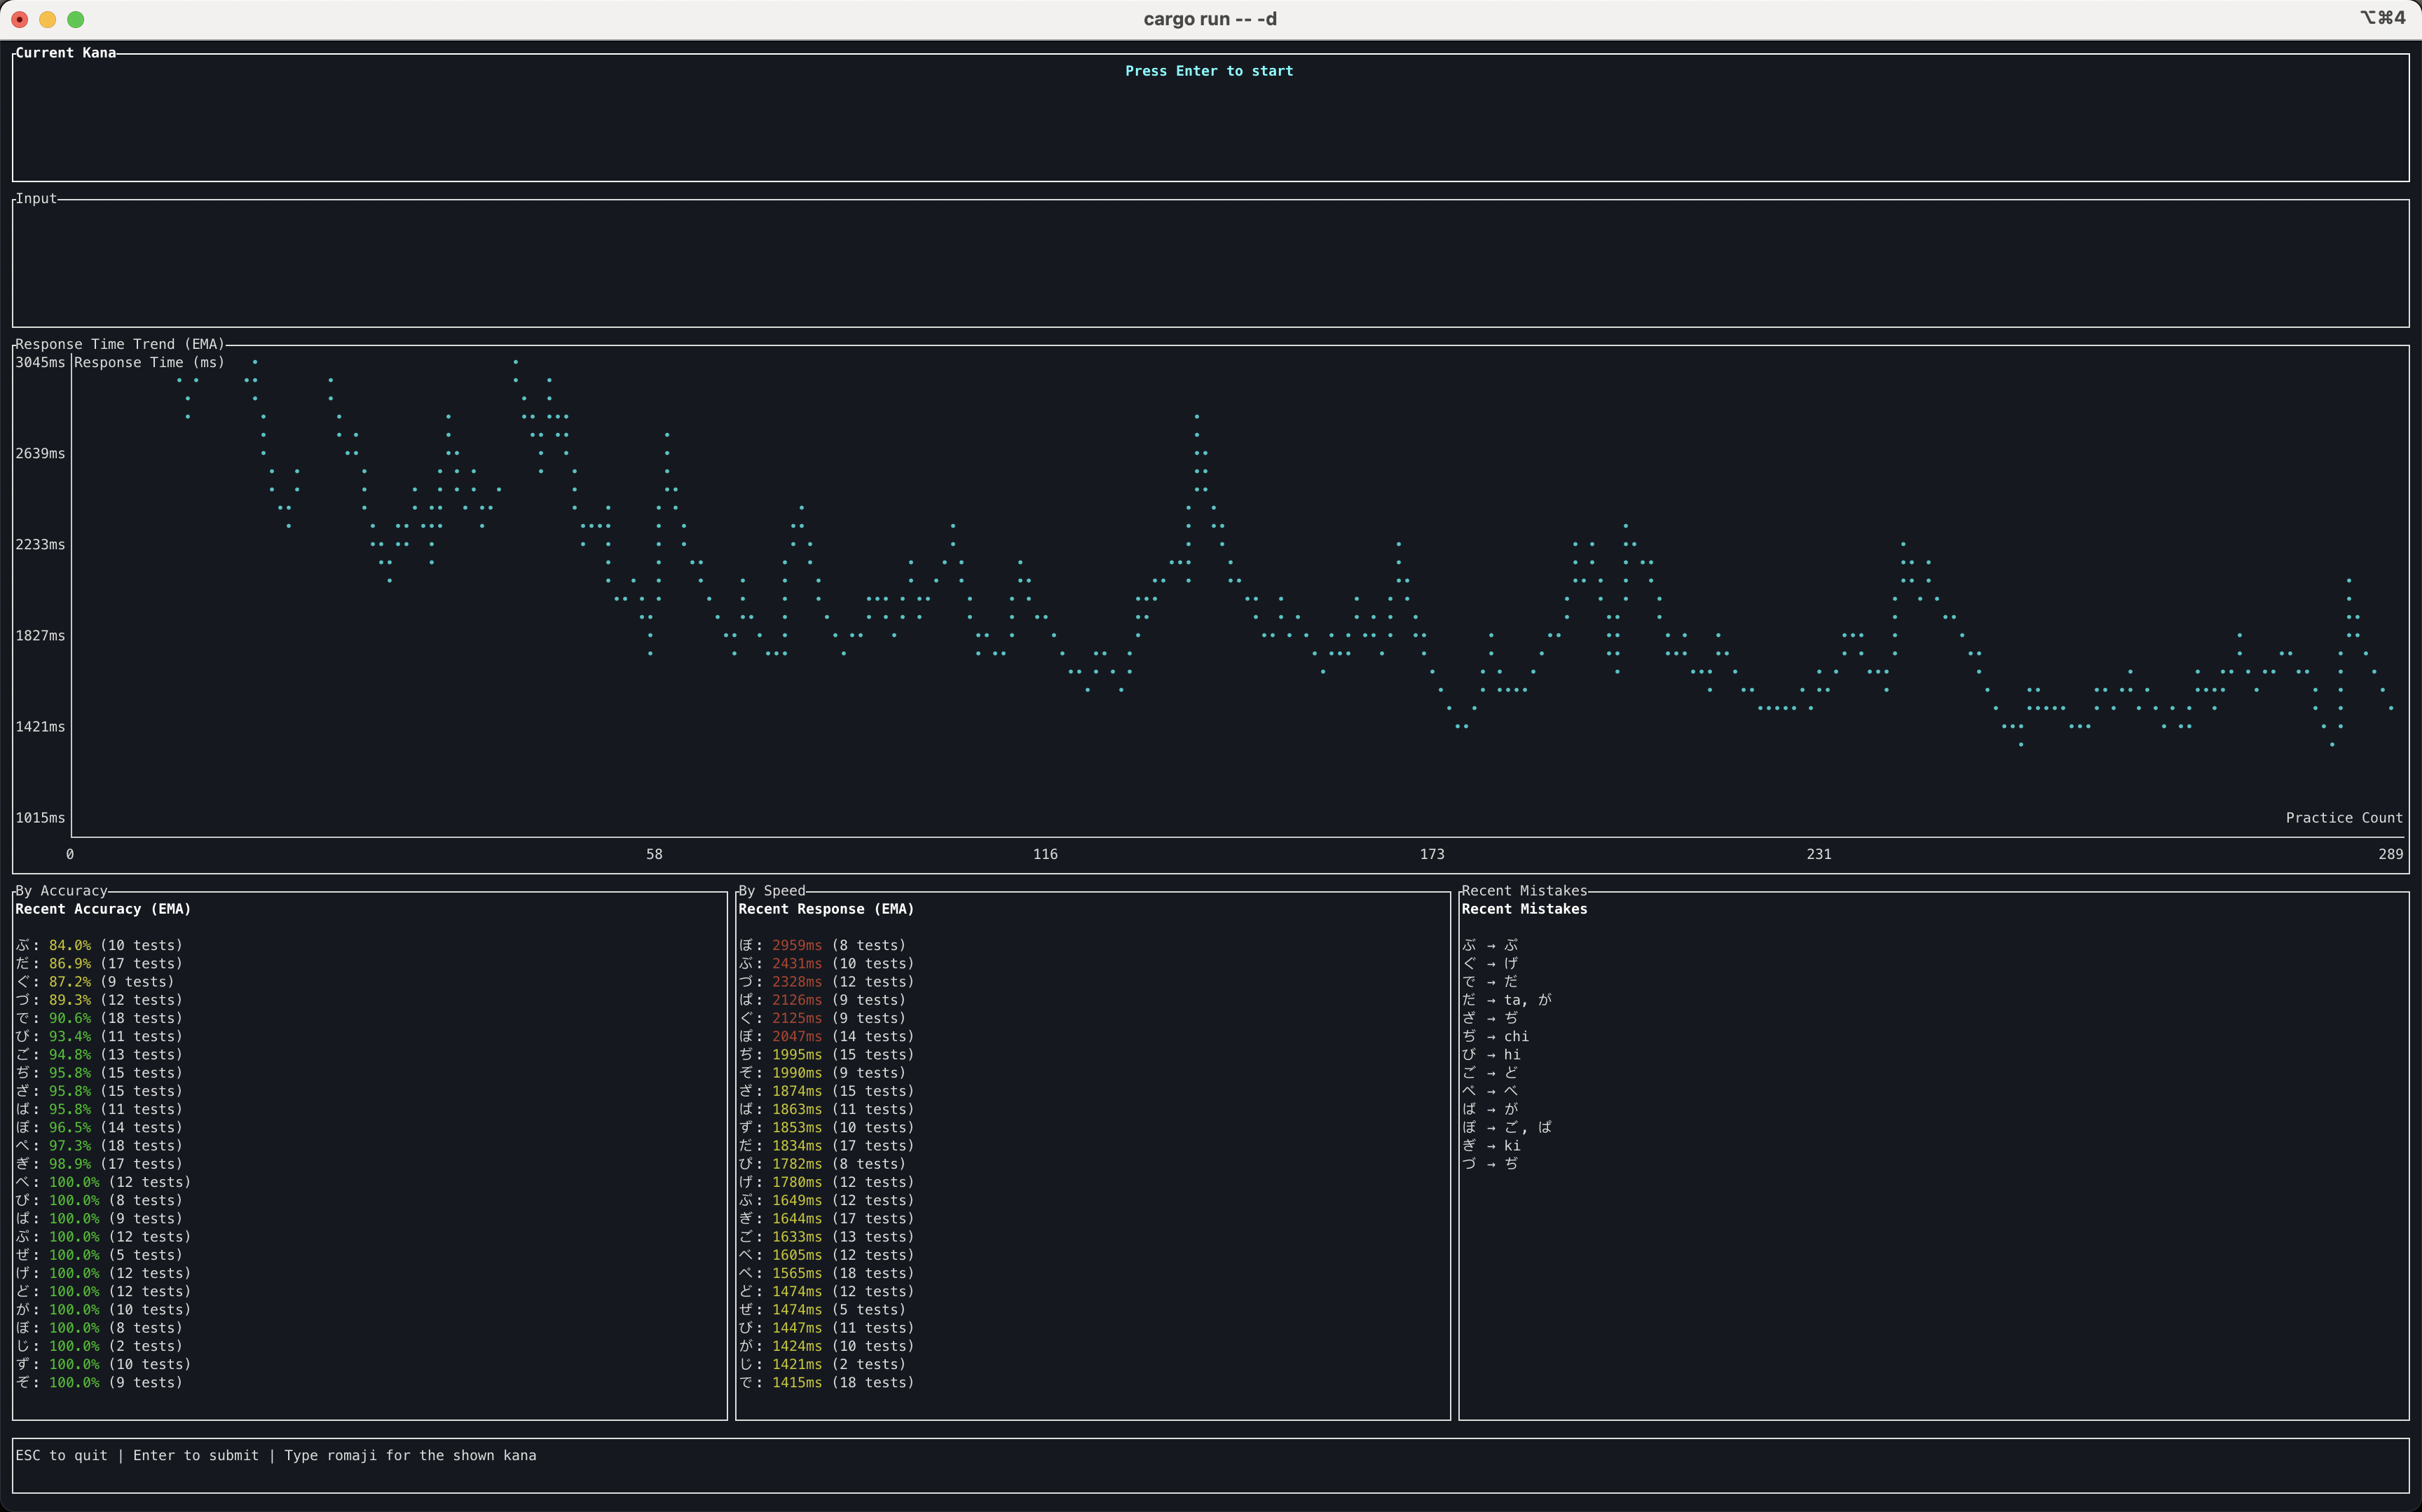 cargo run -- -d
⌥⌘4
Current Kana
Press Enter to start
Input
Response Time Trend (EMA)
3045ms
Response Time (ms)
2639ms
2233ms
1827ms
1421ms
1015ms
Practice Count
0 58 116 173 231 289
By Accuracy
Recent Accuracy (EMA)
ぶ: 84.0% (10 tests)
だ: 86.9% (17 tests)
ぐ: 87.2% (9 tests)
づ: 89.3% (12 tests)
で: 90.6% (18 tests)
び: 93.4% (11 tests)
ご: 94.8% (13 tests)
ぢ: 95.8% (15 tests)
ざ: 95.8% (15 tests)
ば: 95.8% (11 tests)
ぽ: 96.5% (14 tests)
ぺ: 97.3% (18 tests)
ぎ: 98.9% (17 tests)
べ: 100.0% (12 tests)
ぴ: 100.0% (8 tests)
ぱ: 100.0% (9 tests)
ぷ: 100.0% (12 tests)
ぜ: 100.0% (5 tests)
げ: 100.0% (12 tests)
ど: 100.0% (12 tests)
が: 100.0% (10 tests)
ぼ: 100.0% (8 tests)
じ: 100.0% (2 tests)
ず: 100.0% (10 tests)
ぞ: 100.0% (9 tests)
By Speed
Recent Response (EMA)
ぼ: 2959ms (8 tests)
ぶ: 2431ms (10 tests)
づ: 2328ms (12 tests)
ぱ: 2126ms (9 tests)
ぐ: 2125ms (9 tests)
ぽ: 2047ms (14 tests)
ぢ: 1995ms (15 tests)
ぞ: 1990ms (9 tests)
ざ: 1874ms (15 tests)
ば: 1863ms (11 tests)
ず: 1853ms (10 tests)
だ: 1834ms (17 tests)
ぴ: 1782ms (8 tests)
げ: 1780ms (12 tests)
ぷ: 1649ms (12 tests)
ぎ: 1644ms (17 tests)
ご: 1633ms (13 tests)
べ: 1605ms (12 tests)
ぺ: 1565ms (18 tests)
ど: 1474ms (12 tests)
ぜ: 1474ms (5 tests)
び: 1447ms (11 tests)
が: 1424ms (10 tests)
じ: 1421ms (2 tests)
で: 1415ms (18 tests)
Recent Mistakes
Recent Mistakes
ぶ → ぷ
ぐ → げ
で → だ
だ → ta, が
ざ → ぢ
ぢ → chi
び → hi
ご → ど
ぺ → べ
ば → が
ぽ → ご, ぱ
ぎ → ki
づ → ぢ
ESC to quit | Enter to submit | Type romaji for the shown kana